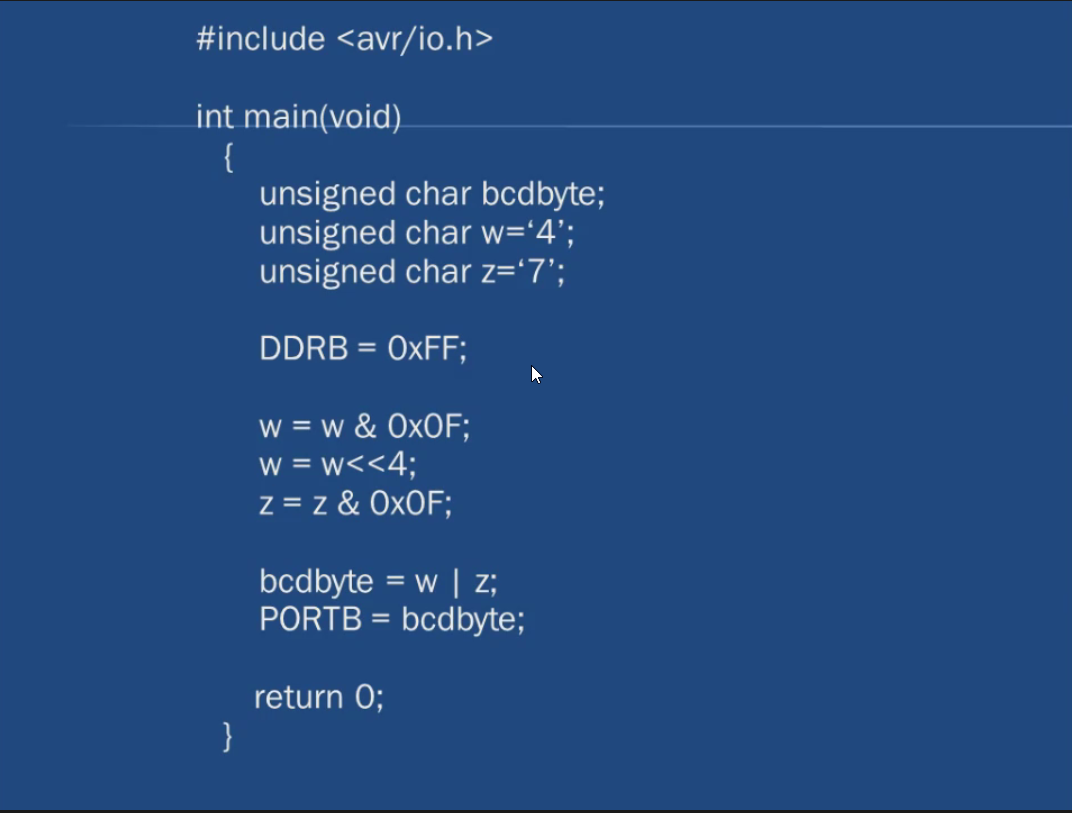 #include <avr/io.h>
int main(void)
{
unsigned char bcdbyte;
unsigned char w=‘4’;
unsigned char z=‘7’;
DDRB = 0xFF;
w = w & 0x0F;
w = w<<4;
z = z & 0x0F;
bcdbyte = w | z;
PORTB = bcdbyte;
return 0;
}